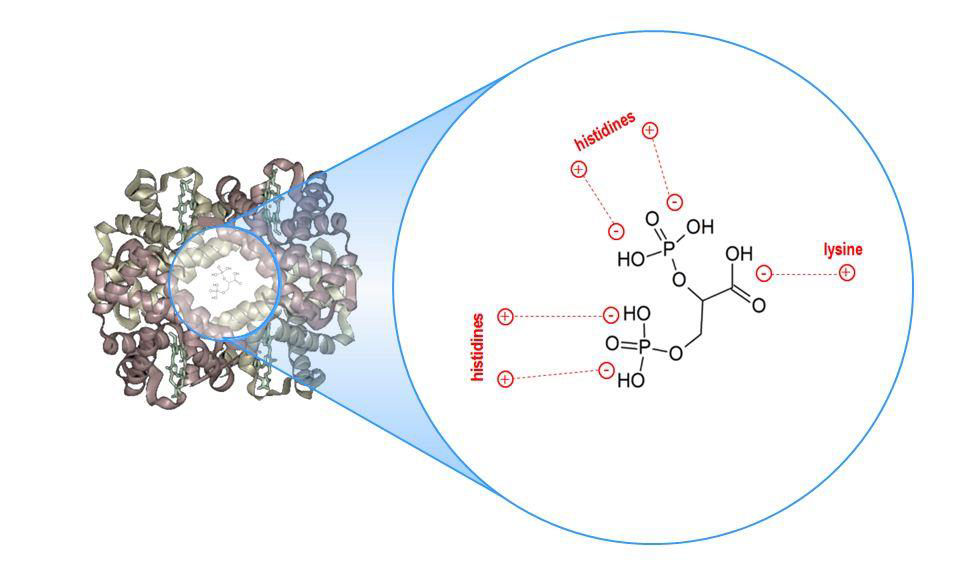 histidines
+
+
-
-
O
OH
P
HO
O
OH
O
lysine
-
+
histidines
+
-
HO
O
P
O
+
-
HO